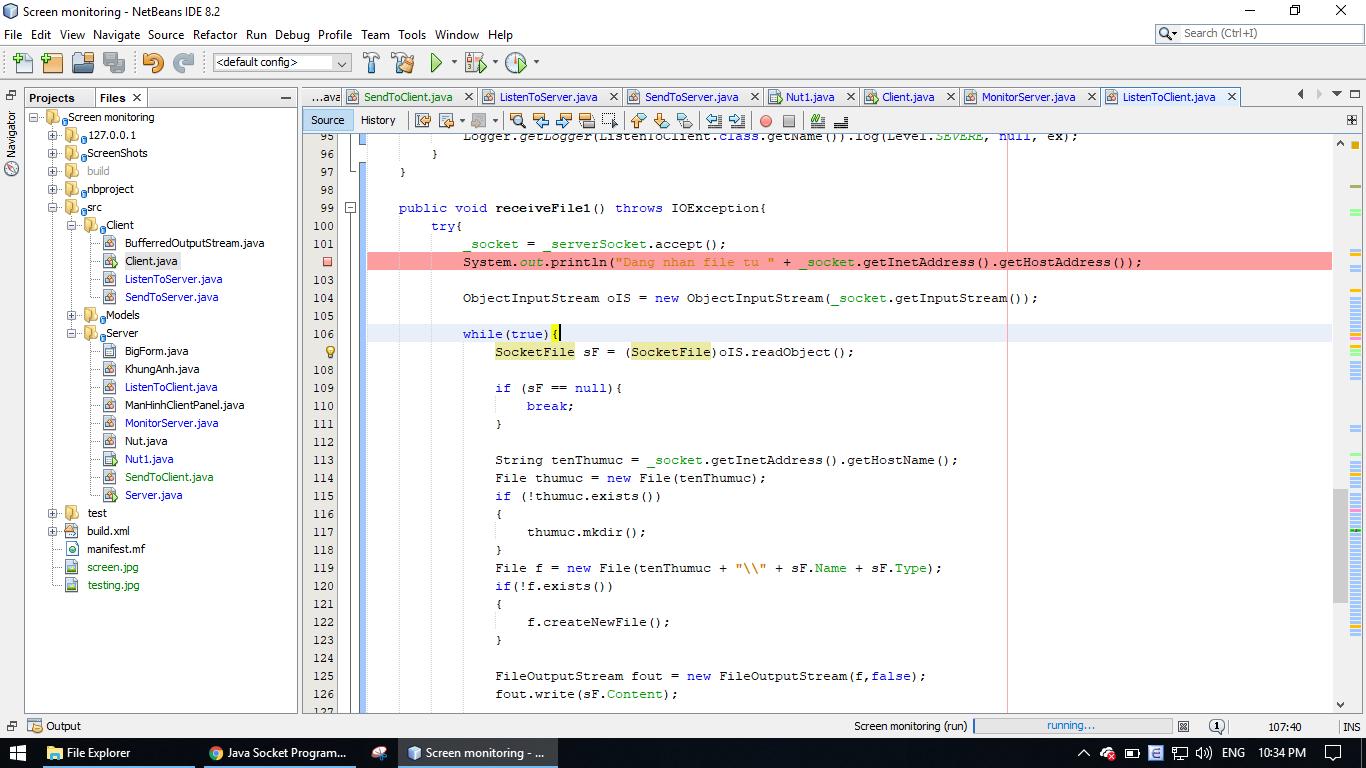 Screen monitoring - NetBeans IDE 8.2
File Edit View Navigate Source Refactor Run Debug Profile Team Tools Window Help
Search (Ctrl+I)
<default config>
Projects Files
Navigator
Screen monitoring
127.0.0.1
ScreenShots
build
nbproject
src
Client
BufferredOutputStream.java
Client.java
ListenToServer.java
SendToServer.java
Models
Server
BigForm.java
KhungAnh.java
ListenToClient.java
ManHinhClientPanel.java
MonitorServer.java
Nut.java
Nut1.java
SendToClient.java
Server.java
test
build.xml
manifest.mf
screen.jpg
testing.jpg
...ava SendToClient.java ListenToServer.java SendToServer.java Nut1.java Client.java MonitorServer.java ListenToClient.java
Source History
95 Logger.getLogger(ListenToClient.class.getName()).log(Level.SEVERE, null, ex);
96 }
97 }
98
99 public void receiveFile1() throws IOException{
100 try{
101 _socket = _serverSocket.accept();
System.out.println("Dang nhan file tu " + _socket.getInetAddress().getHostAddress());
103
104 ObjectInputStream oIS = new ObjectInputStream(_socket.getInputStream());
105
106 while(true){
SocketFile sF = (SocketFile)oIS.readObject();
108
109 if (sF == null){
110 break;
111 }
112
113 String tenThumuc = _socket.getInetAddress().getHostName();
114 File thumuc = new File(tenThumuc);
115 if (!thumuc.exists())
116 {
117 thumuc.mkdir();
118 }
119 File f = new File(tenThumuc + "\\" + sF.Name + sF.Type);
120 if(!f.exists())
121 {
122 f.createNewFile();
123 }
124
125 FileOutputStream fout = new FileOutputStream(f,false);
126 fout.write(sF.Content);
127
Output Screen monitoring (run) running... 1 107:40 INS
File Explorer Java Socket Program... Screen monitoring - ... ENG 10:34 PM